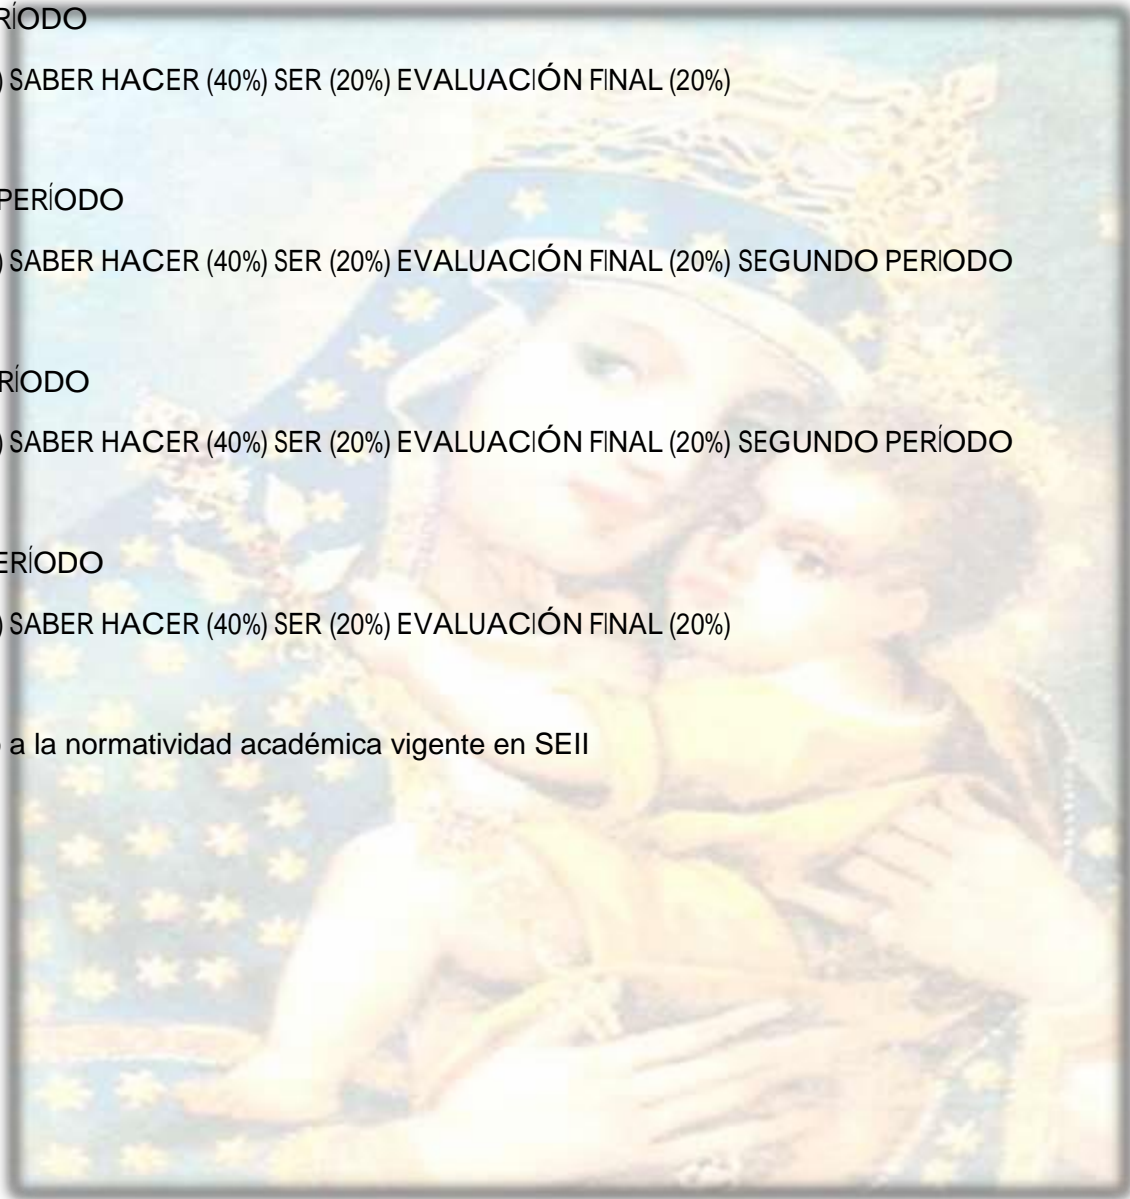 RÍODO
) SABER HACER (40%) SER (20%) EVALUACIÓN FINAL (20%)
PERÍODO
) SABER HACER (40%) SER (20%) EVALUACIÓN FINAL (20%) SEGUNDO PERIODO
RÍODO
) SABER HACER (40%) SER (20%) EVALUACIÓN FINAL (20%) SEGUNDO PERÍODO
ERÍODO
) SABER HACER (40%) SER (20%) EVALUACIÓN FINAL (20%)
a la normatividad académica vigente en SEII